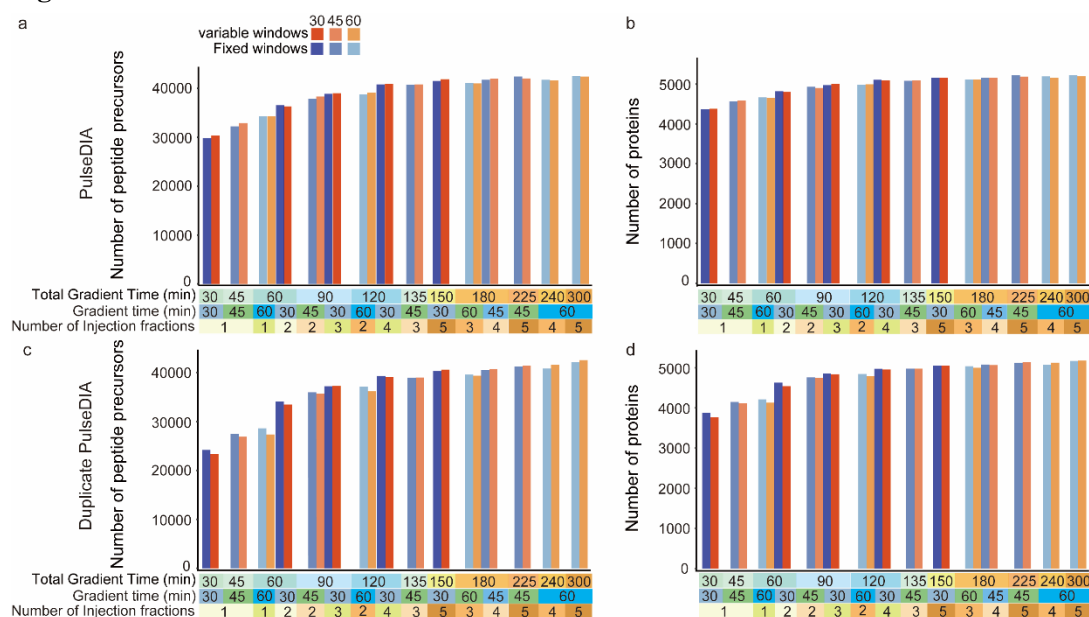 a
30 45 60
variable windows
Fixed windows
b
PulseDIA
Number of peptide precursors
40000
30000
20000
10000
0
Number of proteins
5000
4000
3000
2000
1000
0
Total Gradient Time (min) 30 45 60 90 120 135 150 180 225 240 300
Gradient time (min) 30 45 60 30 45 30 60 30 45 30 60 45 45 60
Number of Injection fractions 1 1 2 2 3 2 4 3 5 3 4 5 4 5
30 45 60 90 120 135 150 180 225 240 300
30 45 60 30 45 30 60 30 45 30 60 45 45 60
1 1 2 2 3 2 4 3 5 3 4 5 4 5
c
d
Duplicate PulseDIA
Number of peptide precursors
40000
30000
20000
10000
0
Number of proteins
5000
4000
3000
2000
1000
0
Total Gradient Time (min) 30 45 60 90 120 135 150 180 225 240 300
Gradient time (min) 30 45 60 30 45 30 60 30 45 30 60 45 45 60
Number of Injection fractions 1 1 2 2 3 2 4 3 5 3 4 5 4 5
30 45 60 90 120 135 150 180 225 240 300
30 45 60 30 45 30 60 30 45 30 60 45 45 60
1 1 2 2 3 2 4 3 5 3 4 5 4 5